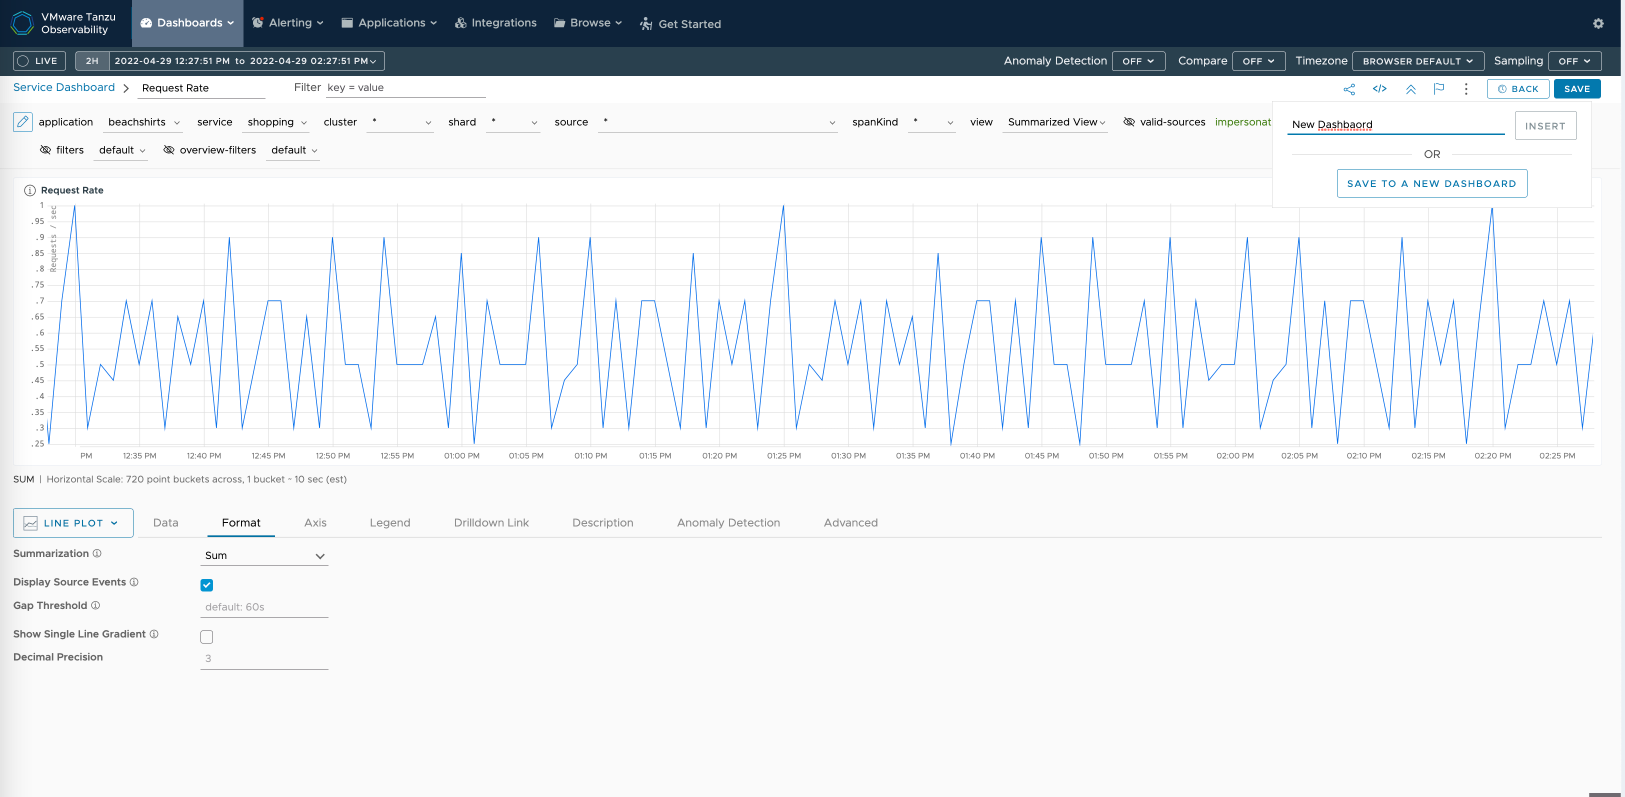 VMware Tanzu Observability Dashboards Alerting Applications Integrations Browse Get Started
LIVE 2H 2022-04-29 12:27:51 PM to 2022-04-29 02:27:51 PM Anomaly Detection OFF Compare OFF Timezone BROWSER DEFAULT Sampling OFF
Service Dashboard > Request Rate Filter key = value </> BACK SAVE
application beachshirts service shopping cluster * shard * source * spanKind * view Summarized View valid-sources impersonat
New Dashbaord INSERT
filters default overview-filters default
OR
SAVE TO A NEW DASHBOARD
Request Rate
Requests / sec
1
.95
.9
.85
.8
.75
.7
.65
.6
.55
.5
.45
.4
.35
.3
.25
PM 12:35 PM 12:40 PM 12:45 PM 12:50 PM 12:55 PM 01:00 PM 01:05 PM 01:10 PM 01:15 PM 01:20 PM 01:25 PM 01:30 PM 01:35 PM 01:40 PM 01:45 PM 01:50 PM 01:55 PM 02:00 PM 02:05 PM 02:10 PM 02:15 PM 02:20 PM 02:25 PM
SUM | Horizontal Scale: 720 point buckets across, 1 bucket ~ 10 sec (est)
LINE PLOT Data Format Axis Legend Drilldown Link Description Anomaly Detection Advanced
Summarization Sum
Display Source Events
Gap Threshold default: 60s
Show Single Line Gradient
Decimal Precision 3